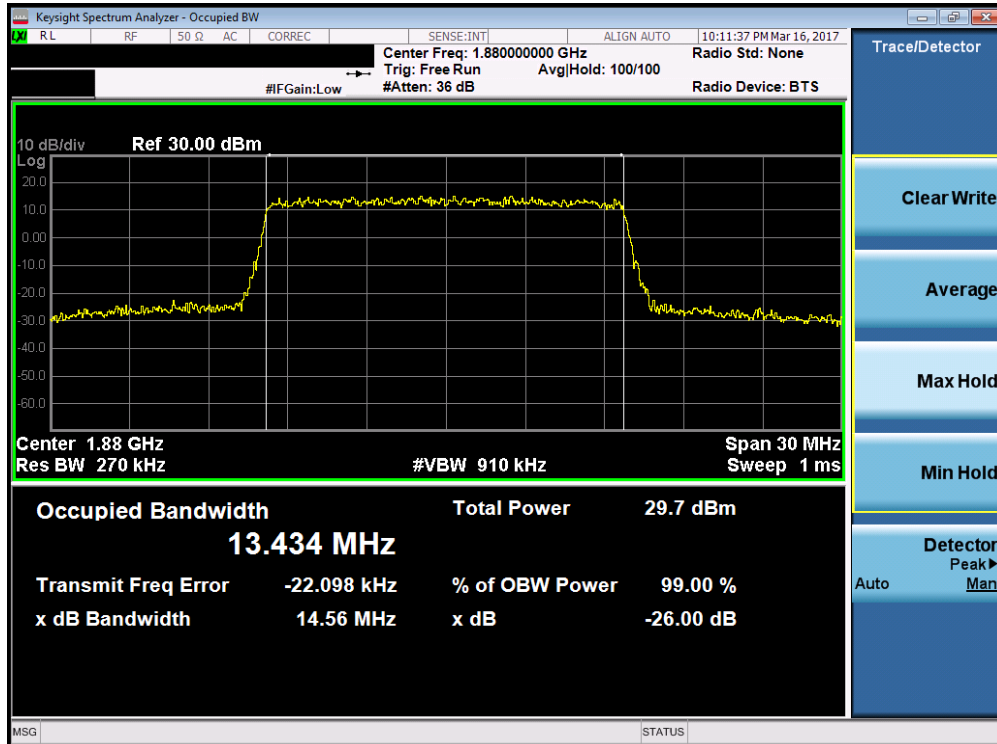 Keysight Spectrum Analyzer - Occupied BW
LXI RL RF 50 Ω AC CORREC SENSE:INT ALIGN AUTO 10:11:37 PM Mar 16, 2017
Center Freq: 1.880000000 GHz Radio Std: None
Trig: Free Run Avg|Hold: 100/100
#IFGain:Low #Atten: 36 dB Radio Device: BTS
Trace/Detector
10 dB/div Ref 30.00 dBm
Log
20.0
10.0
0.00
-10.0
-20.0
-30.0
-40.0
-50.0
-60.0
Center 1.88 GHz Span 30 MHz
Res BW 270 kHz #VBW 910 kHz Sweep 1 ms
Occupied Bandwidth Total Power 29.7 dBm
13.434 MHz
Transmit Freq Error -22.098 kHz % of OBW Power 99.00 %
x dB Bandwidth 14.56 MHz x dB -26.00 dB
Clear Write
Average
Max Hold
Min Hold
Detector
Peak▶
Auto Man
MSG STATUS